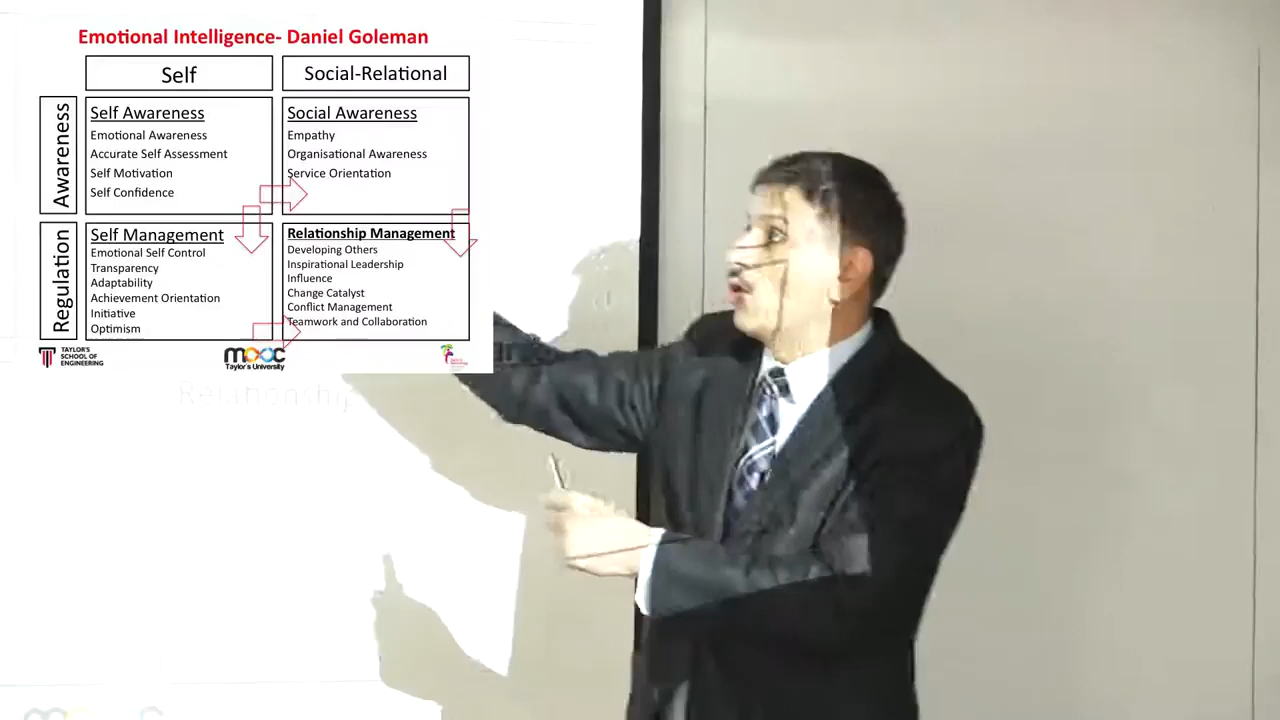 Emotional Intelligence- Daniel Goleman
Self
Social-Relational
Awareness
Self Awareness
Emotional Awareness
Accurate Self Assessment
Self Motivation
Self Confidence
Social Awareness
Empathy
Organisational Awareness
Service Orientation
Regulation
Self Management
Emotional Self Control
Transparency
Adaptability
Achievement Orientation
Initiative
Optimism
Relationship Management
Developing Others
Inspirational Leadership
Influence
Change Catalyst
Conflict Management
Teamwork and Collaboration
TAYLOR'S
SCHOOL OF
ENGINEERING
mooc
Taylor's University
Relationship